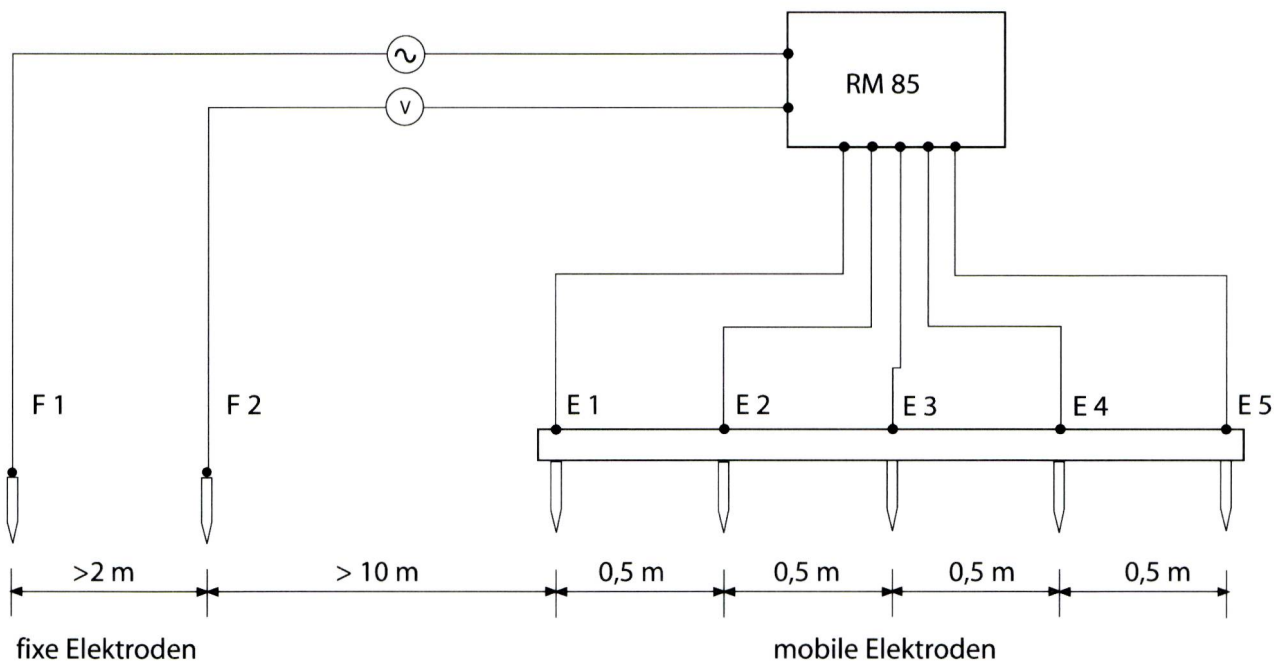 RM 85
V
F 1 F 2 E 1 E 2 E 3 E 4 E 5
>2 m > 10 m 0,5 m 0,5 m 0,5 m 0,5 m
fixe Elektroden mobile Elektroden